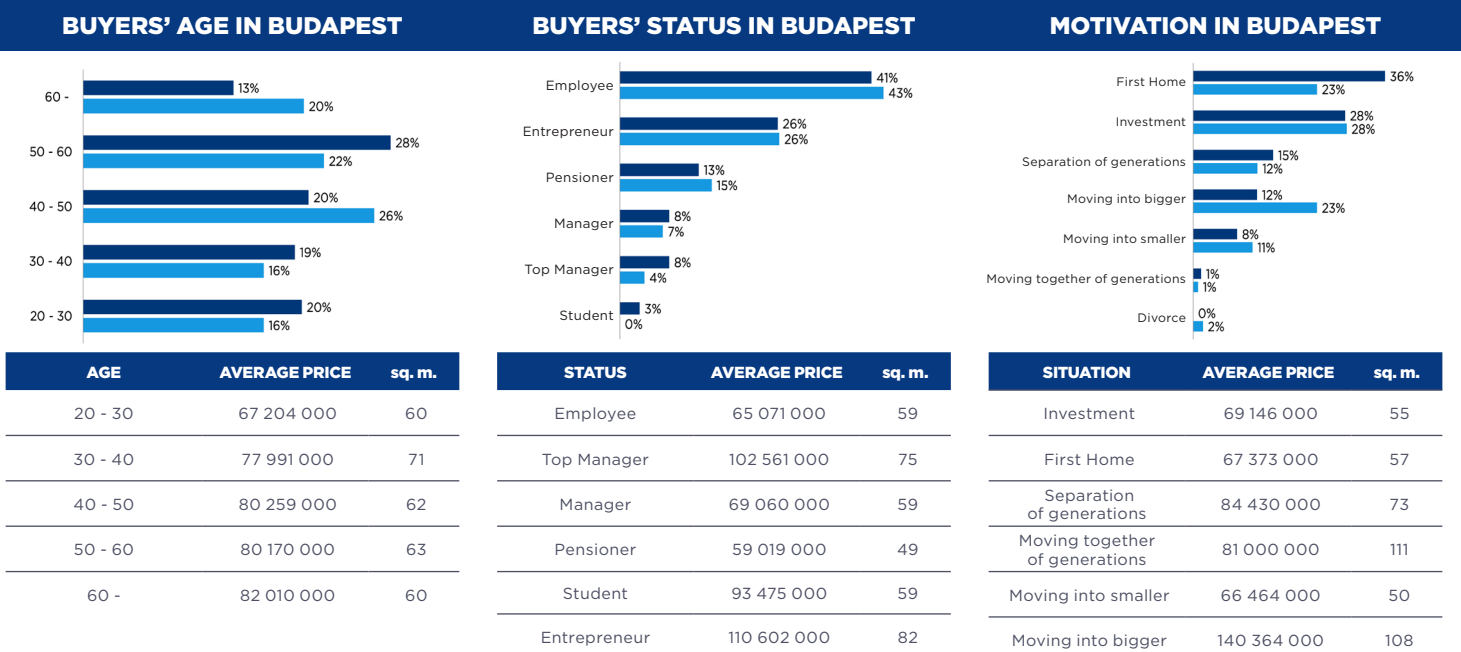 BUYERS' AGE IN BUDAPEST
60 -
13%
20%
50 - 60
28%
22%
40 - 50
20%
26%
30 - 40
19%
16%
20 - 30
20%
16%
AGE AVERAGE PRICE sq. m.
20 - 30 67 204 000 60
30 - 40 77 991 000 71
40 - 50 80 259 000 62
50 - 60 80 170 000 63
60 - 82 010 000 60
BUYERS' STATUS IN BUDAPEST
Employee
41%
43%
Entrepreneur
26%
26%
Pensioner
13%
15%
Manager
8%
7%
Top Manager
8%
4%
Student
3%
0%
STATUS AVERAGE PRICE sq. m.
Employee 65 071 000 59
Top Manager 102 561 000 75
Manager 69 060 000 59
Pensioner 59 019 000 49
Student 93 475 000 59
Entrepreneur 110 602 000 82
MOTIVATION IN BUDAPEST
First Home
36%
23%
Investment
28%
28%
Separation of generations
15%
12%
Moving into bigger
12%
23%
Moving into smaller
8%
11%
Moving together of generations
1%
1%
Divorce
0%
2%
SITUATION AVERAGE PRICE sq. m.
Investment 69 146 000 55
First Home 67 373 000 57
Separation
of generations 84 430 000 73
Moving together
of generations 81 000 000 111
Moving into smaller 66 464 000 50
Moving into bigger 140 364 000 108